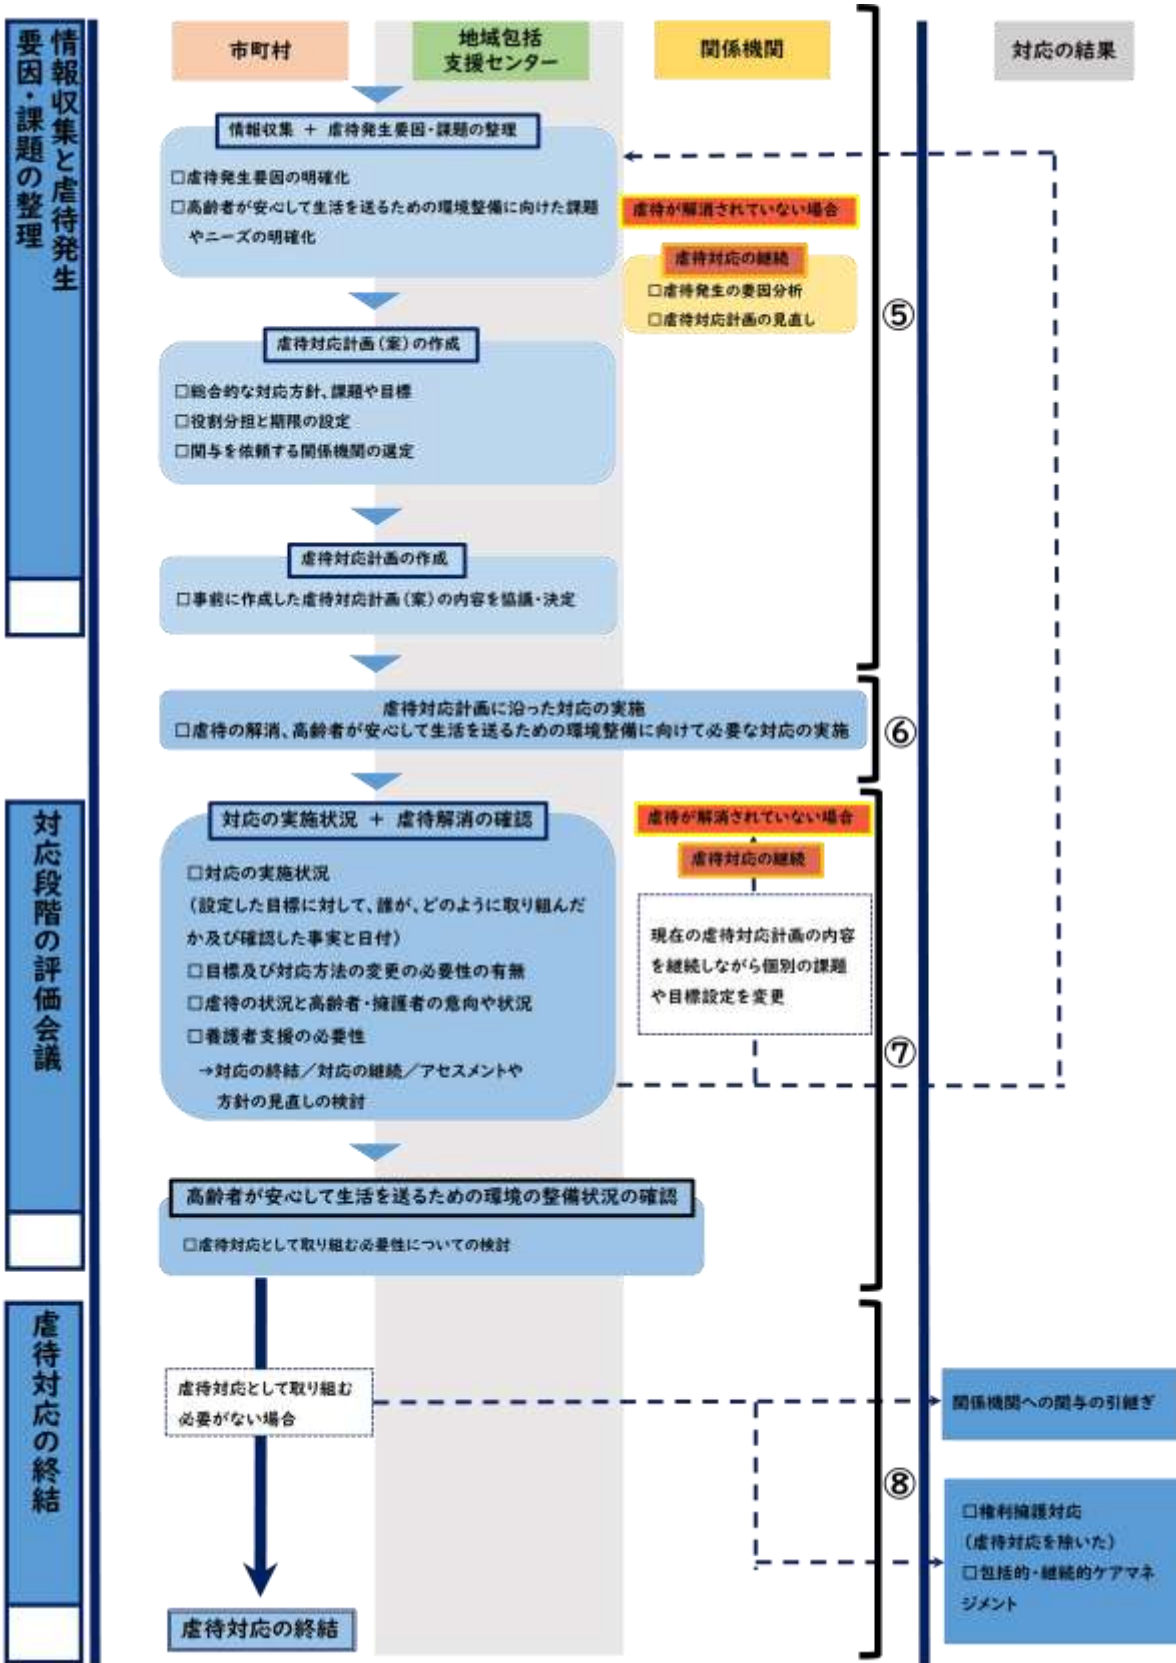 情報収集と虐待発生
要因・課題の整理
市町村
地域包括
支援センター
関係機関
対応の結果
情報収集 + 虐待発生要因・課題の整理
□虐待発生要因の明確化
□高齢者が安心して生活を送るための環境整備に向けた課題
やニーズの明確化
虐待が解消されていない場合
虐待対応の継続
□虐待発生の要因分析
□虐待対応計画の見直し
⑤
虐待対応計画(案)の作成
□総合的な対応方針、課題や目標
□役割分担と期限の設定
□関与を依頼する関係機関の選定
虐待対応計画の作成
□事前に作成した虐待対応計画(案)の内容を協議・決定
虐待対応計画に沿った対応の実施
□虐待の解消、高齢者が安心して生活を送るための環境整備に向けて必要な対応の実施
⑥
対応段階の評価会議
対応の実施状況 + 虐待解消の確認
□対応の実施状況
(設定した目標に対して、誰が、どのように取り組んだ
か及び確認した事実と日付)
□目標及び対応方法の変更の必要性の有無
□虐待の状況と高齢者・擁護者の意向や状況
□養護者支援の必要性
→対応の終結/対応の継続/アセスメントや
方針の見直しの検討
虐待が解消されていない場合
虐待対応の継続
現在の虐待対応計画の内容
を継続しながら個別の課題
や目標設定を変更
⑦
高齢者が安心して生活を送るための環境の整備状況の確認
□虐待対応として取り組む必要性についての検討
虐待対応の終結
虐待対応として取り組む
必要がない場合
関係機関への関与の引継ぎ
⑧
□権利擁護対応
(虐待対応を除いた)
□包括的・継続的ケアマネ
ジメント
虐待対応の終結